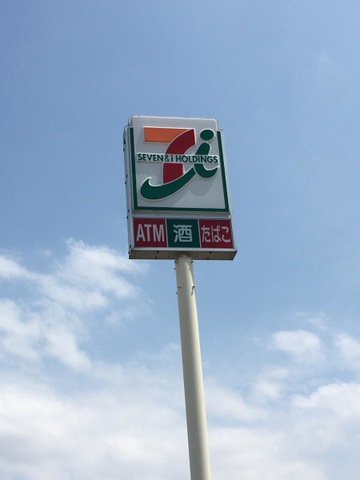 SEVEN & i HOLDINGS
ATM 酒 たばこ